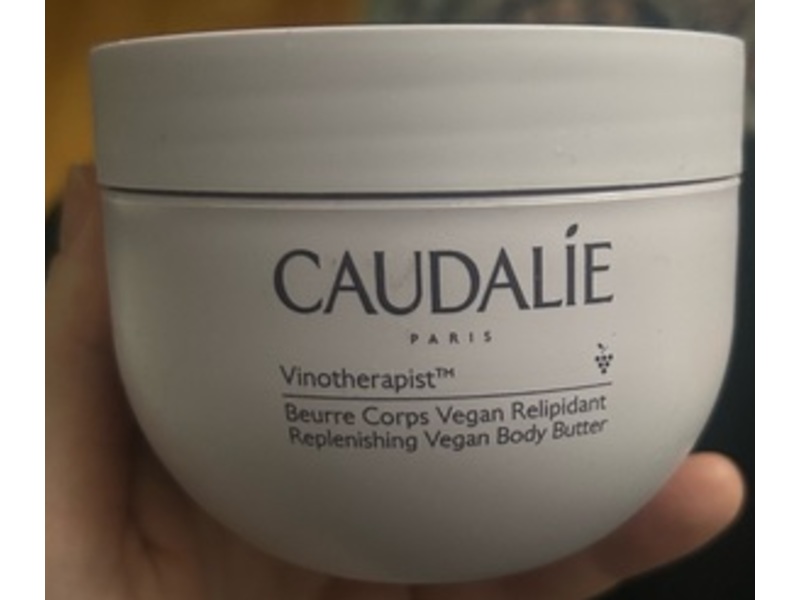 CAUDALÍE
PARIS
Vinotherapist™
Beurre Corps Vegan Relipidant
Replenishing Vegan Body Butter